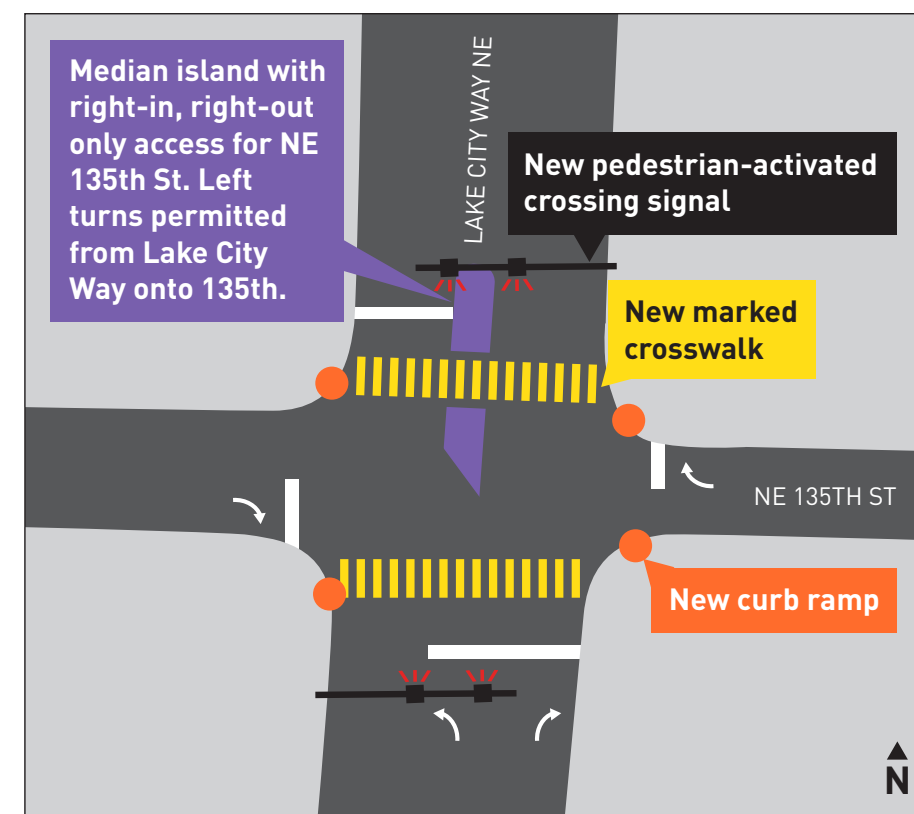 Median island with
right-in, right-out
only access for NE
135th St. Left
turns permitted
from Lake City
Way onto 135th.
LAKE CITY WAY NE
New pedestrian-activated
crossing signal
New marked
crosswalk
NE 135TH ST
New curb ramp
N